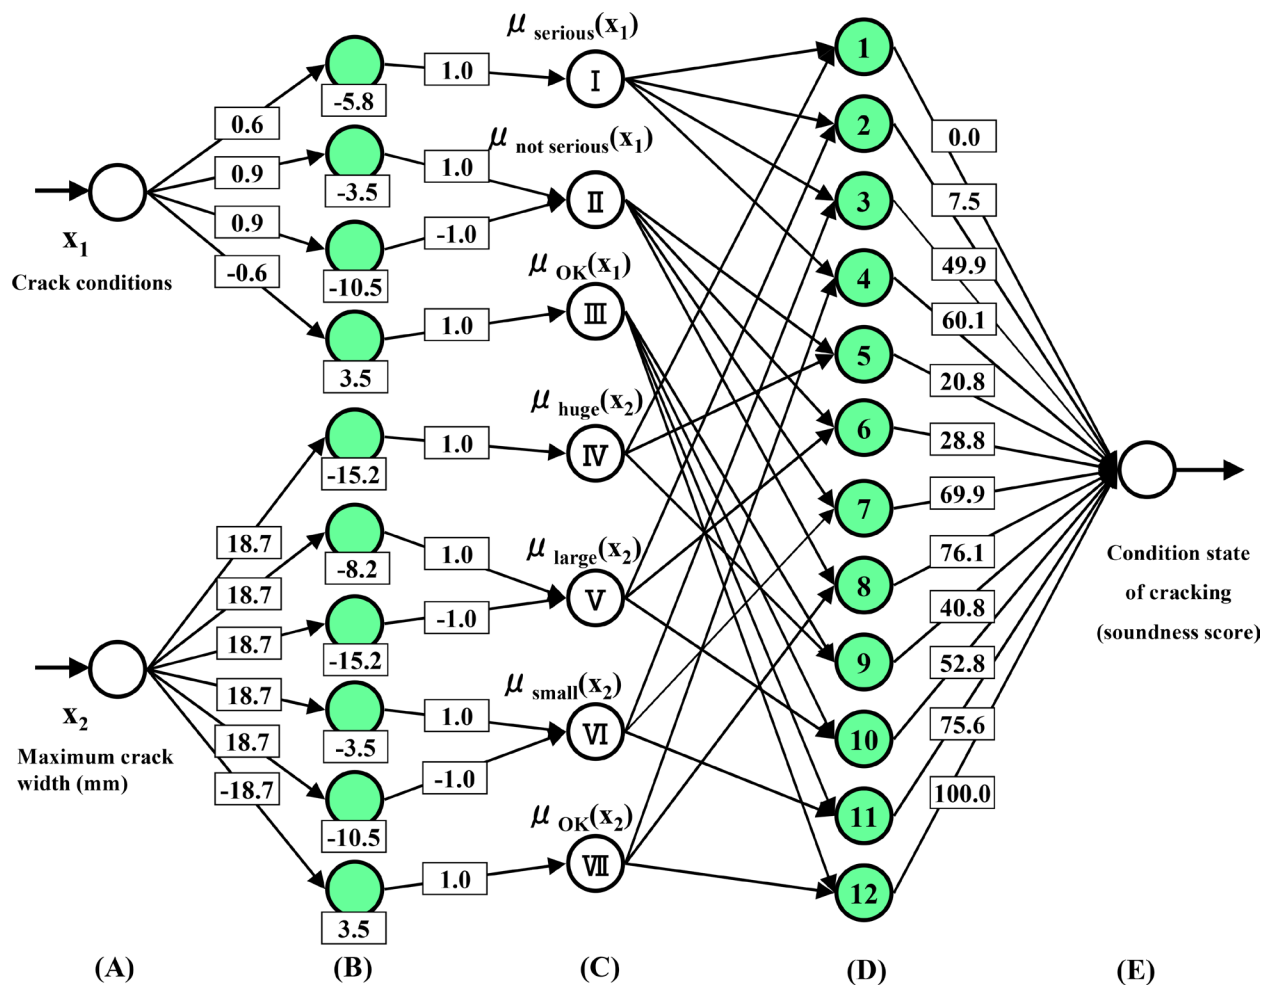 μ serious(x1)
I
1.0
-5.8
0.6
μ not serious(x1)
II
1.0
-3.5
0.9
-1.0
-10.5
0.9
x1
Crack conditions
-0.6
3.5
1.0
μ OK(x1)
III
μ huge(x2)
IV
1.0
-15.2
18.7
μ large(x2)
V
1.0
-8.2
18.7
-1.0
-15.2
18.7
x2
Maximum crack
width (mm)
μ small(x2)
VI
1.0
-3.5
18.7
-1.0
-10.5
18.7
μ OK(x2)
VII
1.0
3.5
-18.7
1
2
3
4
5
6
7
8
9
10
11
12
0.0
7.5
49.9
60.1
20.8
28.8
69.9
76.1
40.8
52.8
75.6
100.0
Condition state
of cracking
(soundness score)
(A) (B) (C) (D) (E)